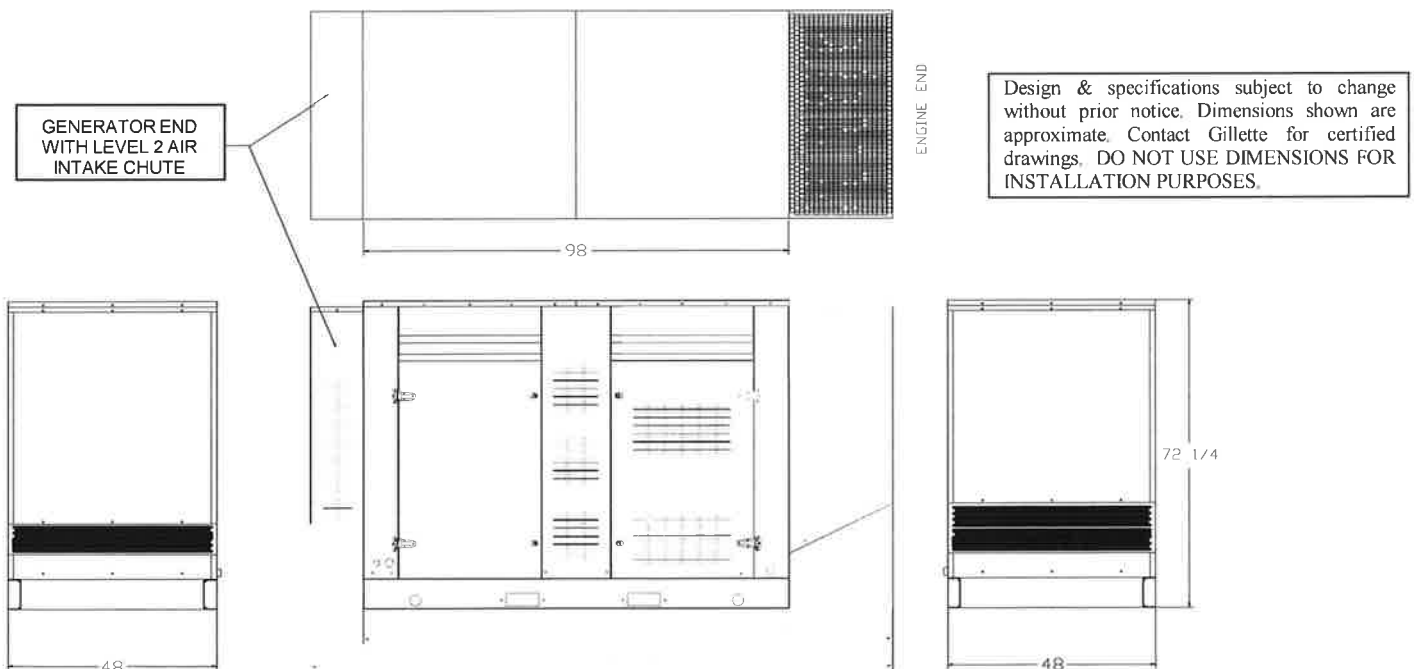 GENERATOR END
WITH LEVEL 2 AIR
INTAKE CHUTE
ENGINE END
Design & specifications subject to change
without prior notice. Dimensions shown are
approximate. Contact Gillette for certified
drawings. DO NOT USE DIMENSIONS FOR
INSTALLATION PURPOSES.
98
72 1/4
48
48